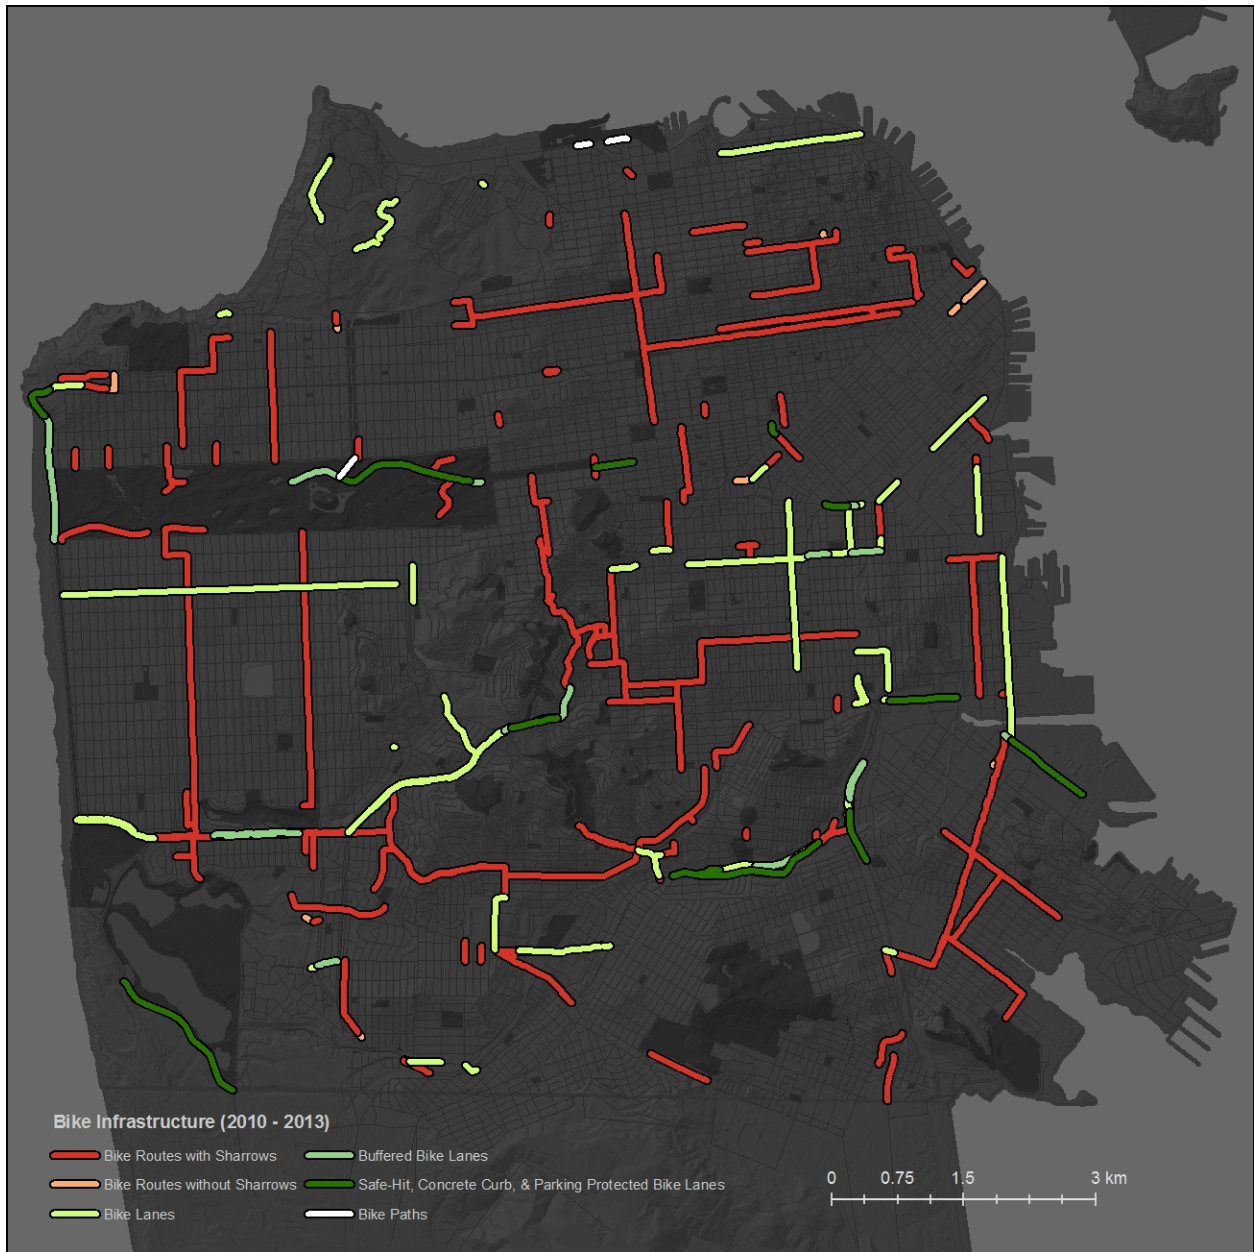 Bike Infrastructure (2010 - 2013)
Bike Routes with Sharrows
Buffered Bike Lanes
Bike Routes without Sharrows
Safe-Hit, Concrete Curb, & Parking Protected Bike Lanes
Bike Lanes
Bike Paths
0 0.75 1.5 3 km